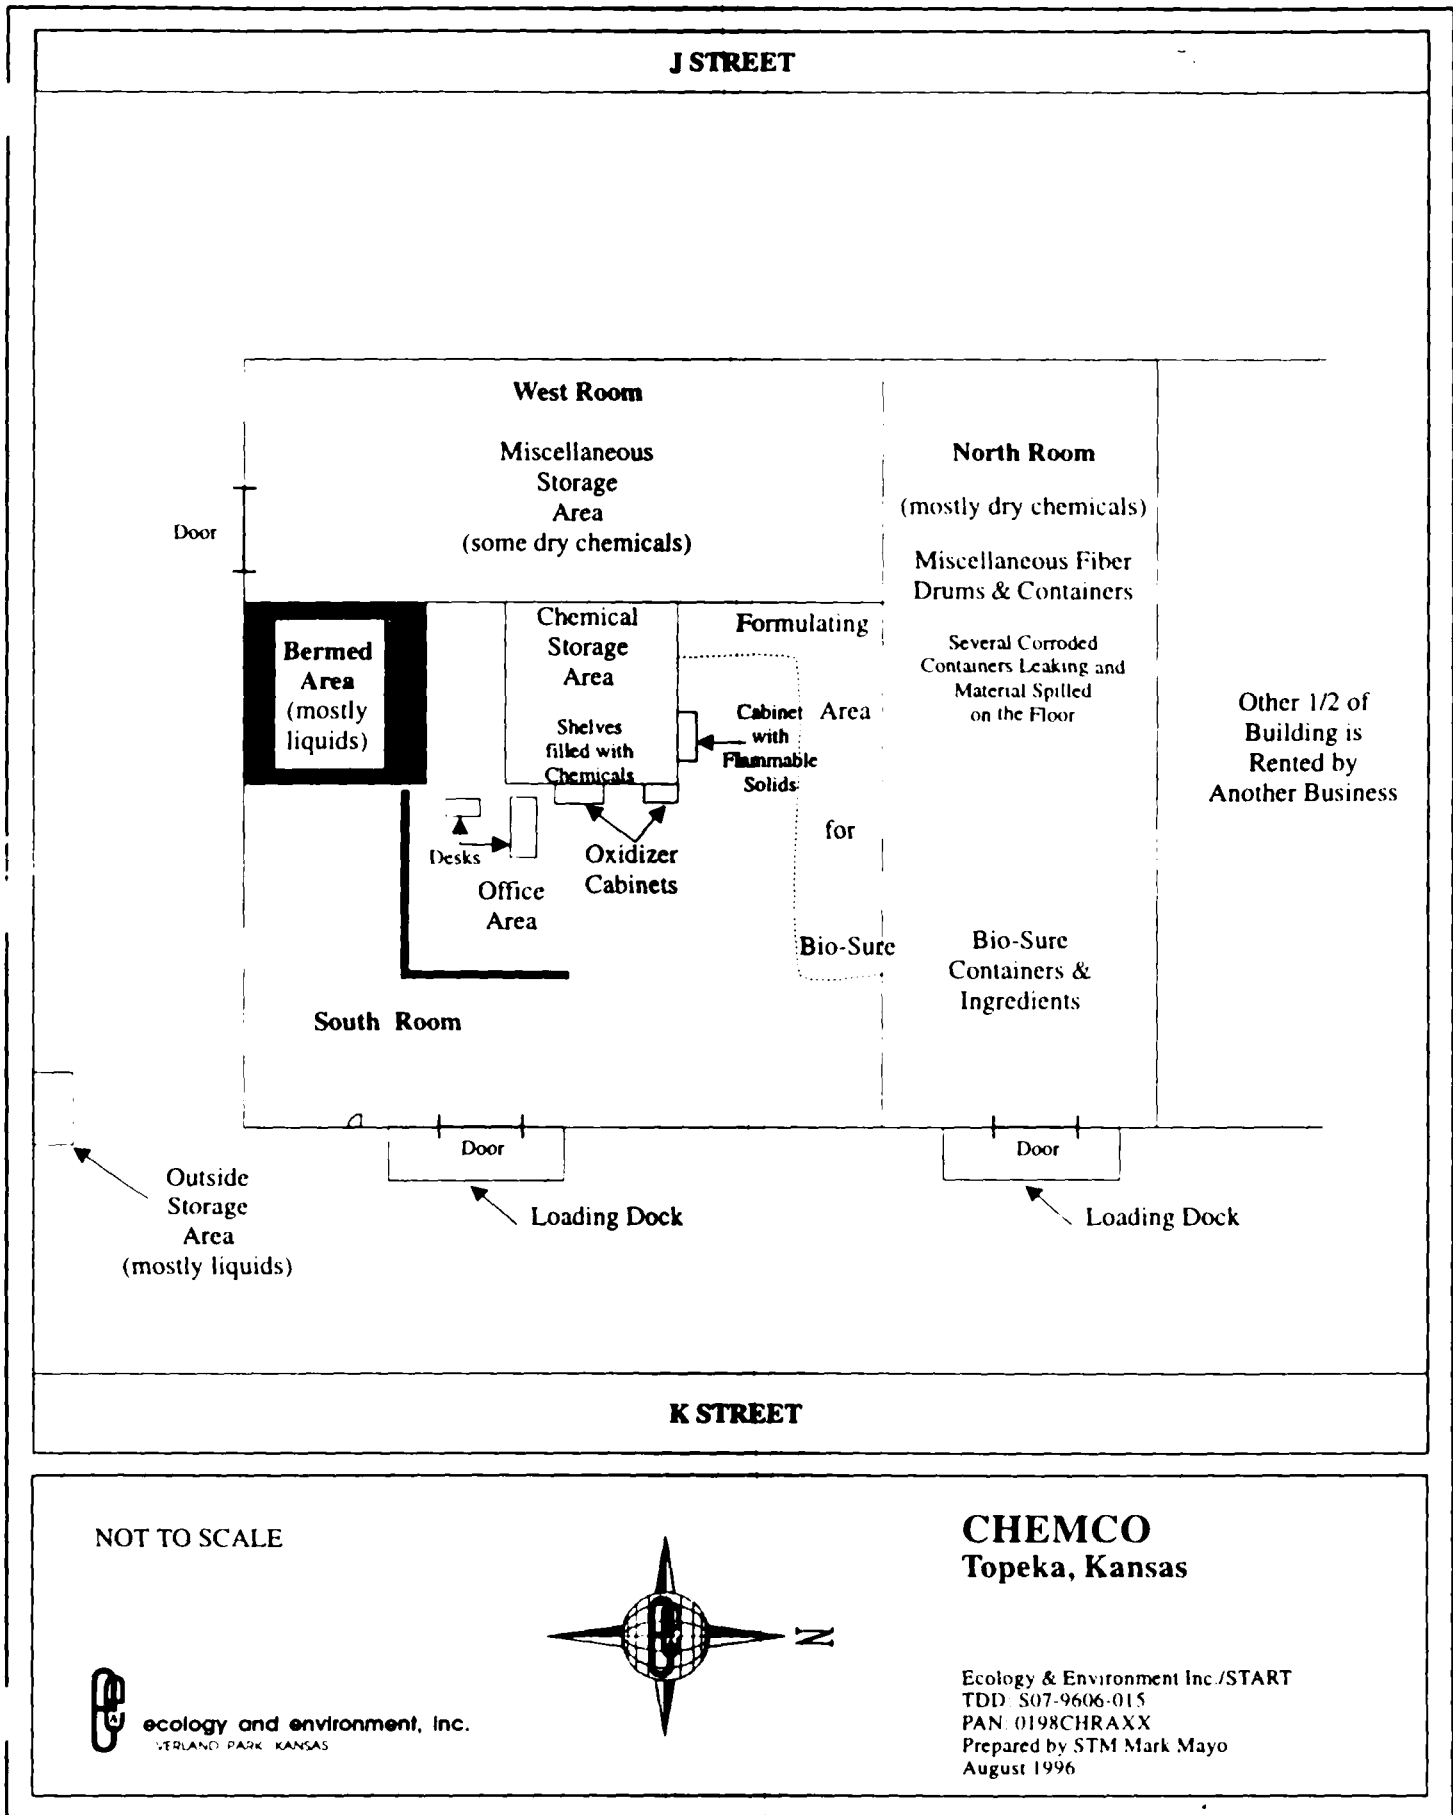 J STREET
West Room
Miscellaneous
Storage
Area
(some dry chemicals)
Door
North Room
(mostly dry chemicals)
Miscellaneous Fiber
Drums & Containers
Several Corroded
Containers Leaking and
Material Spilled
on the Floor
Bermed
Area
(mostly
liquids)
Chemical
Storage
Area
Shelves
filled with
Chemicals
Formulating
Area
for
Bio-Sure
Cabinet
with
Flammable
Solids
Other 1/2 of
Building is
Rented by
Another Business
Desks
Office
Area
Oxidizer
Cabinets
Bio-Sure
Containers &
Ingredients
South Room
Door
Loading Dock
Door
Loading Dock
Outside
Storage
Area
(mostly liquids)
K STREET
NOT TO SCALE
N
CHEMCO
Topeka, Kansas
Ecology & Environment Inc./START
TDD: S07-9606-015
PAN: 0198CHRAXX
Prepared by STM Mark Mayo
August 1996
ecology and environment, inc.
VERLAND PARK KANSAS